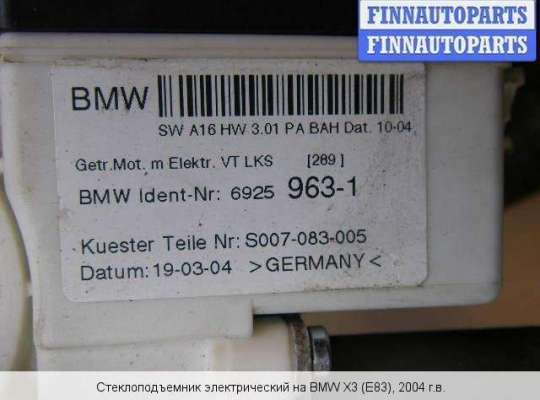 FINNAUTOPARTS
FINNAUTOPARTS
BMW
SW A16 HW 3.01 PA BAH Dat. 10-04
Getr.Mot. m Elektr. VT LKS [289]
BMW Ident-Nr: 6925 963-1
Kuester Teile Nr: S007-083-005
Datum: 19-03-04 >GERMANY<
Стеклоподъемник электрический на BMW X3 (E83), 2004 г.в.